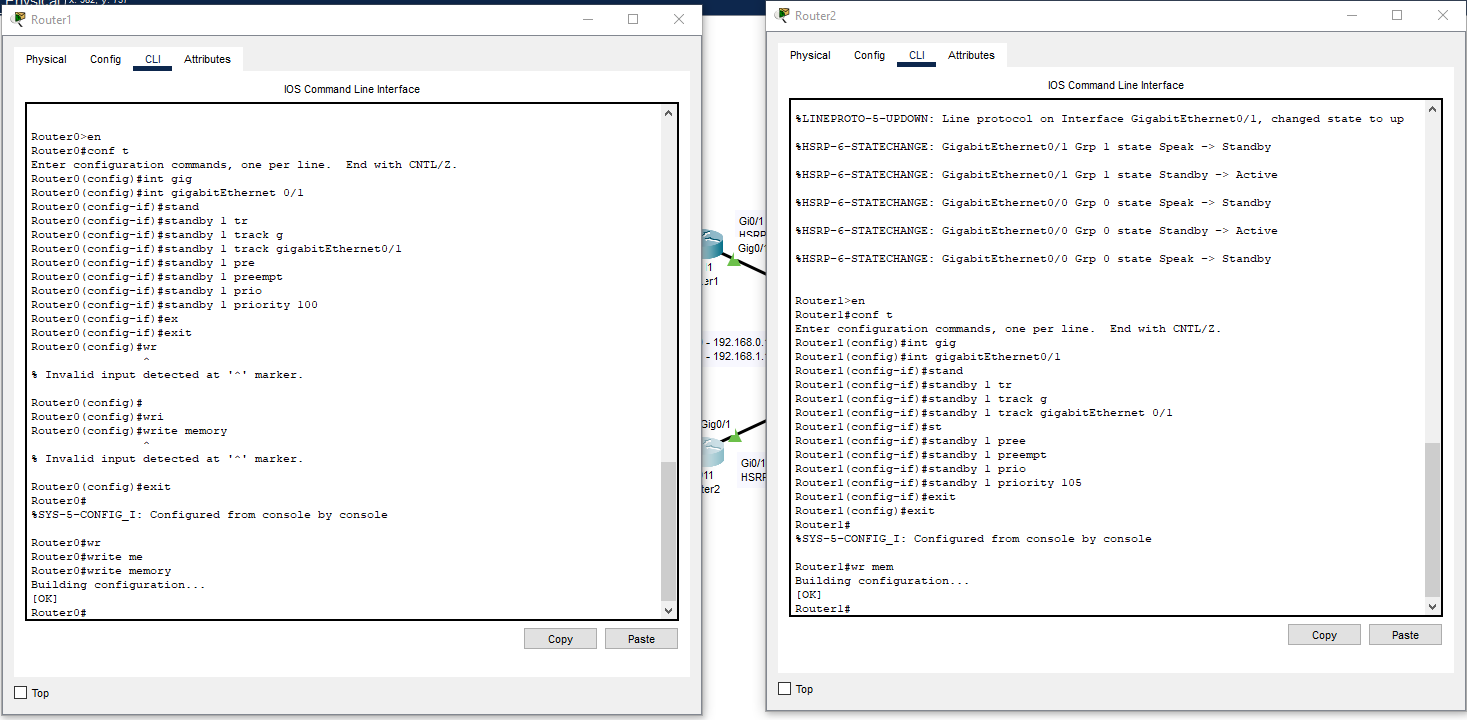 Router1
Physical Config CLI Attributes
IOS Command Line Interface
Router0>en
Router0#conf t
Enter configuration commands, one per line.  End with CNTL/Z.
Router0(config)#int gig
Router0(config)#int gigabitEthernet 0/1
Router0(config-if)#stand
Router0(config-if)#standby 1 tr
Router0(config-if)#standby 1 track g
Router0(config-if)#standby 1 track gigabitEthernet0/1
Router0(config-if)#standby 1 pre
Router0(config-if)#standby 1 preempt
Router0(config-if)#standby 1 prio
Router0(config-if)#standby 1 priority 100
Router0(config-if)#ex
Router0(config-if)#exit
Router0(config)#wr
^
% Invalid input detected at '^' marker.
Router0(config)#
Router0(config)#wri
Router0(config)#write memory
^
% Invalid input detected at '^' marker.
Router0(config)#exit
Router0#
%SYS-5-CONFIG_I: Configured from console by console
Router0#wr
Router0#write me
Router0#write memory
Building configuration...
[OK]
Router0#
Copy Paste
Top
Gi0/1
HSRP
Gig0/
1
er1
- 192.168.0.
- 192.168.1.
Gig0/1
Gi0/1
11
HSRP
ter2
Router2
Physical Config CLI Attributes
IOS Command Line Interface
%LINEPROTO-5-UPDOWN: Line protocol on Interface GigabitEthernet0/1, changed state to up
%HSRP-6-STATECHANGE: GigabitEthernet0/1 Grp 1 state Speak -> Standby
%HSRP-6-STATECHANGE: GigabitEthernet0/1 Grp 1 state Standby -> Active
%HSRP-6-STATECHANGE: GigabitEthernet0/0 Grp 0 state Speak -> Standby
%HSRP-6-STATECHANGE: GigabitEthernet0/0 Grp 0 state Standby -> Active
%HSRP-6-STATECHANGE: GigabitEthernet0/0 Grp 0 state Speak -> Standby
Router1>en
Router1#conf t
Enter configuration commands, one per line.  End with CNTL/Z.
Router1(config)#int gig
Router1(config)#int gigabitEthernet0/1
Router1(config-if)#stand
Router1(config-if)#standby 1 tr
Router1(config-if)#standby 1 track g
Router1(config-if)#standby 1 track gigabitEthernet 0/1
Router1(config-if)#st
Router1(config-if)#standby 1 pree
Router1(config-if)#standby 1 preempt
Router1(config-if)#standby 1 prio
Router1(config-if)#standby 1 priority 105
Router1(config-if)#exit
Router1(config)#exit
Router1#
%SYS-5-CONFIG_I: Configured from console by console
Router1#wr mem
Building configuration...
[OK]
Router1#
Copy Paste
Top